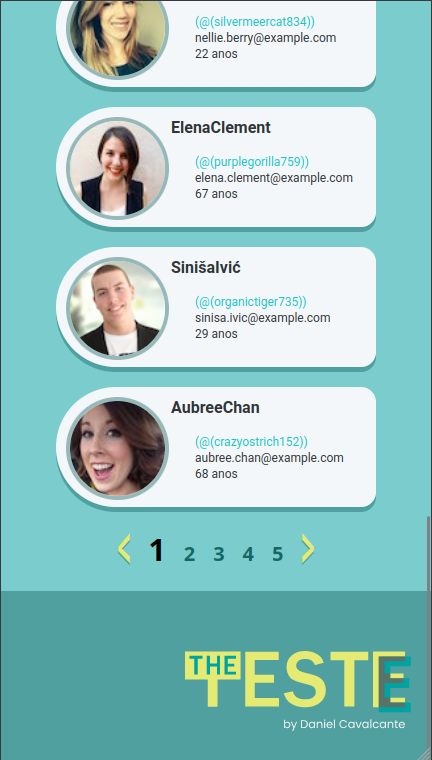 (@(silvermeercat834))
nellie.berry@example.com
22 anos
ElenaClement
(@(purplegorilla759))
elena.clement@example.com
67 anos
SinišaIvić
(@(organictiger735))
sinisa.ivic@example.com
29 anos
AubreeChan
(@(crazyostrich152))
aubree.chan@example.com
68 anos
< 1 2 3 4 5 >
THE TESTE
by Daniel Cavalcante